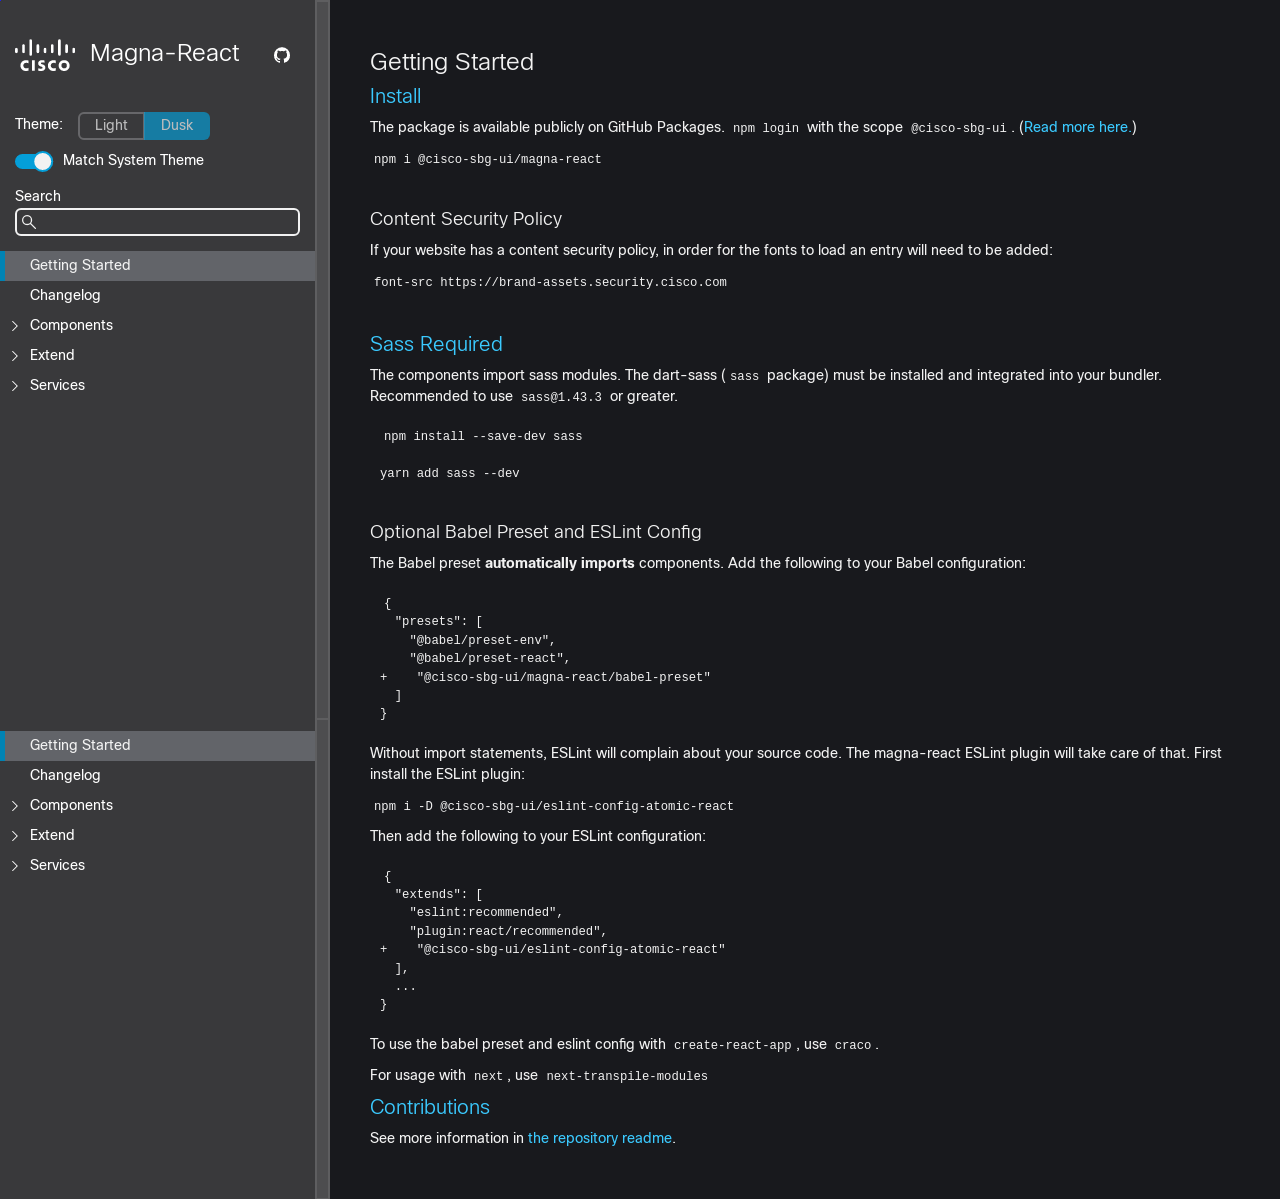 cisco
Magna-React
Theme:
Light
Dusk
Match System Theme
Search
Getting Started
Changelog
Components
Extend
Services
Getting Started
Changelog
Components
Extend
Services
Getting Started
Install
The package is available publicly on GitHub Packages. npm login with the scope @cisco-sbg-ui. (Read more here.)
npm i @cisco-sbg-ui/magna-react
Content Security Policy
If your website has a content security policy, in order for the fonts to load an entry will need to be added:
font-src https://brand-assets.security.cisco.com
Sass Required
The components import sass modules. The dart-sass ( sass package) must be installed and integrated into your bundler.
Recommended to use sass@1.43.3 or greater.
npm install --save-dev sass
yarn add sass --dev
Optional Babel Preset and ESLint Config
The Babel preset automatically imports components. Add the following to your Babel configuration:
{
"presets": [
"@babel/preset-env",
"@babel/preset-react",
+    "@cisco-sbg-ui/magna-react/babel-preset"
]
}
Without import statements, ESLint will complain about your source code. The magna-react ESLint plugin will take care of that. First
install the ESLint plugin:
npm i -D @cisco-sbg-ui/eslint-config-atomic-react
Then add the following to your ESLint configuration:
{
"extends": [
"eslint:recommended",
"plugin:react/recommended",
+    "@cisco-sbg-ui/eslint-config-atomic-react"
],
...
}
To use the babel preset and eslint config with create-react-app, use craco.
For usage with next, use next-transpile-modules
Contributions
See more information in the repository readme.